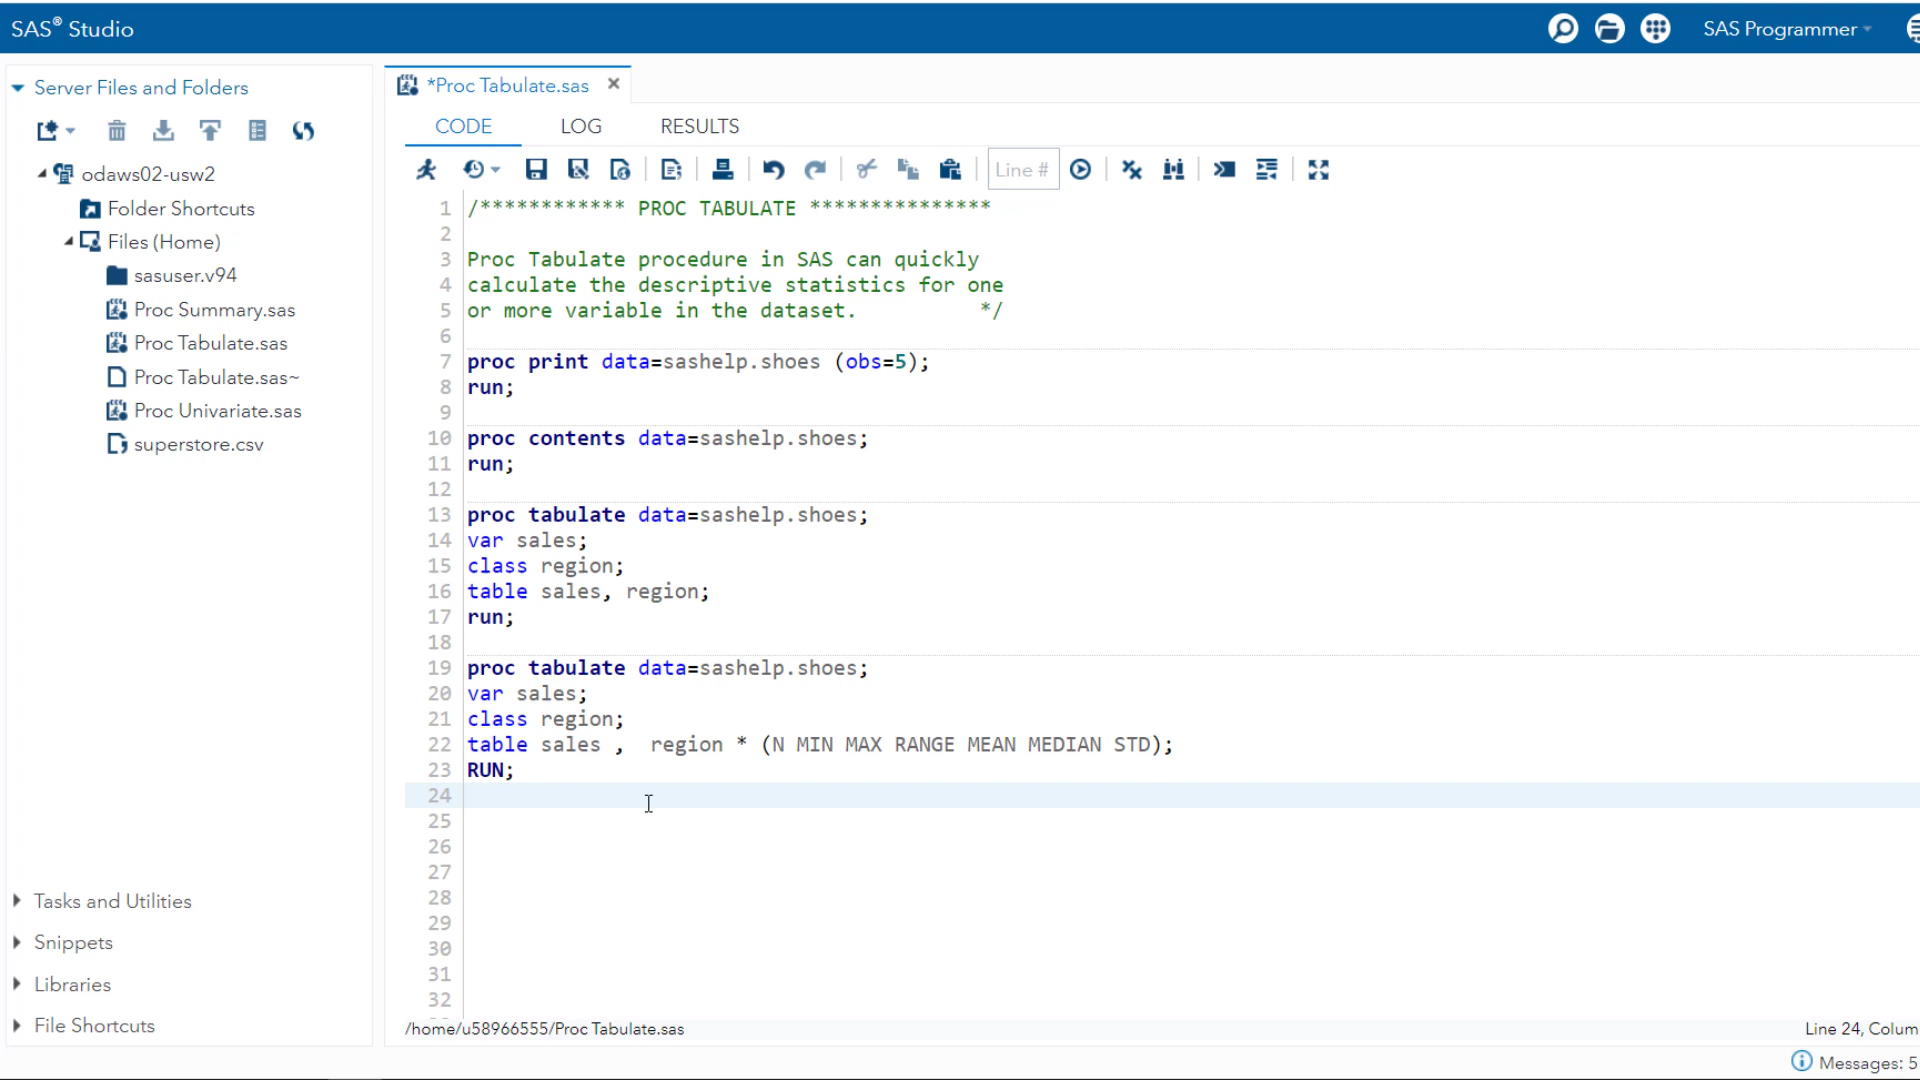 SAS® Studio
SAS Programmer
Server Files and Folders
odaws02-usw2
Folder Shortcuts
Files (Home)
sasuser.v94
Proc Summary.sas
Proc Tabulate.sas
Proc Tabulate.sas~
Proc Univariate.sas
superstore.csv
Tasks and Utilities
Snippets
Libraries
File Shortcuts
*Proc Tabulate.sas
CODE LOG RESULTS
Line #
1 /************ PROC TABULATE ***************
2
3 Proc Tabulate procedure in SAS can quickly
4 calculate the descriptive statistics for one
5 or more variable in the dataset. */
6
7 proc print data=sashelp.shoes (obs=5);
8 run;
9
10 proc contents data=sashelp.shoes;
11 run;
12
13 proc tabulate data=sashelp.shoes;
14 var sales;
15 class region;
16 table sales, region;
17 run;
18
19 proc tabulate data=sashelp.shoes;
20 var sales;
21 class region;
22 table sales , region * (N MIN MAX RANGE MEAN MEDIAN STD);
23 RUN;
24
25
26
27
28
29
30
31
32
/home/u58966555/Proc Tabulate.sas
Line 24, Colum
Messages: 5